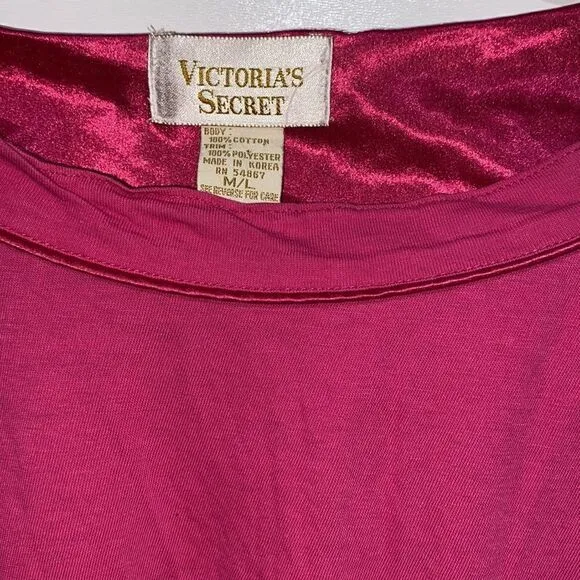 VICTORIA'S
SECRET
BODY:
100% COTTON
TRIM:
100% POLYESTER
MADE IN KOREA
RN 54867
M/L
SEE REVERSE FOR CARE